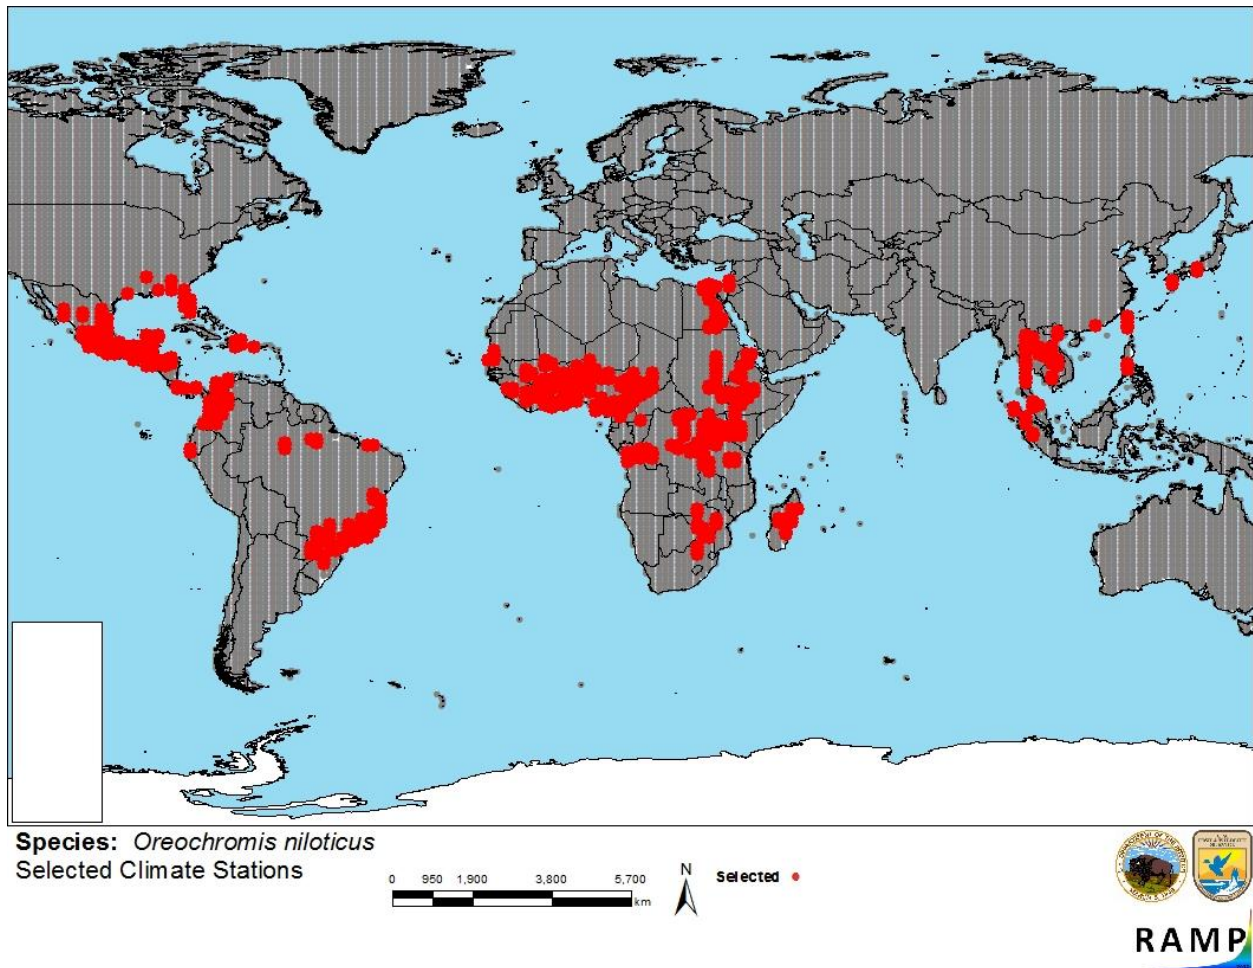 Species: Oreochromis niloticus
Selected Climate Stations
0 950 1,900 3,800 5,700
km
N
Selected
RAMP